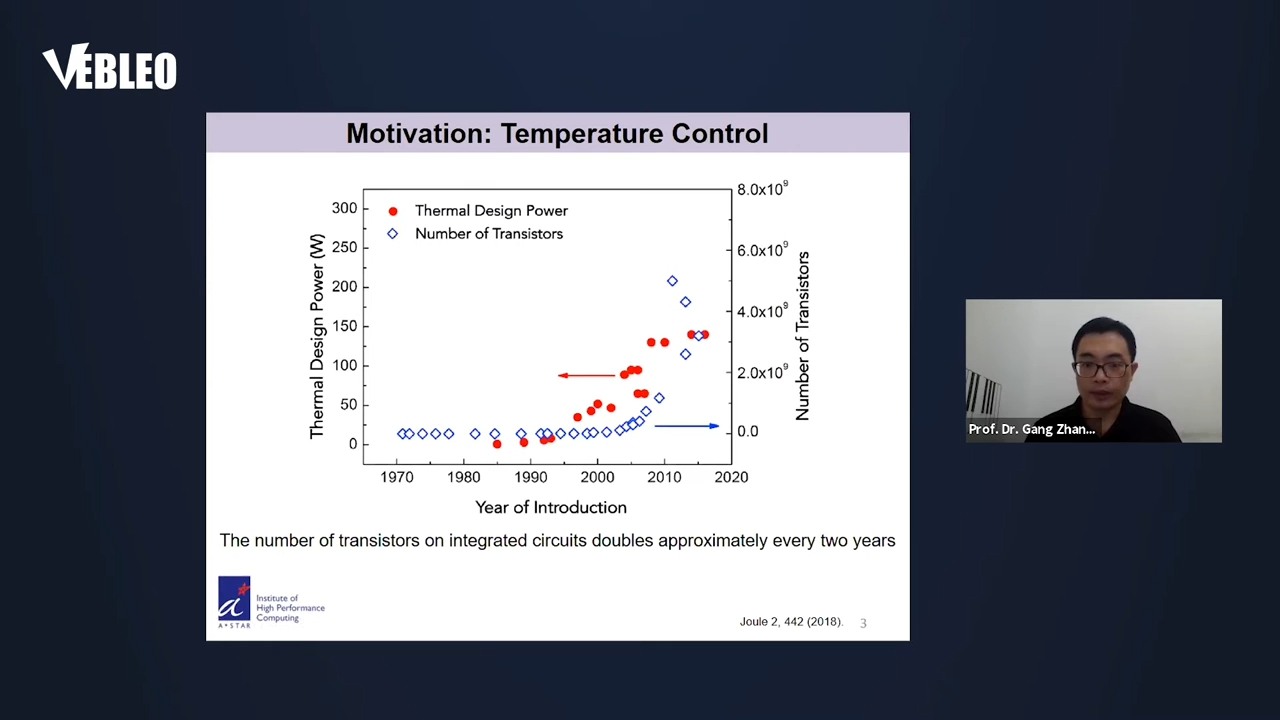 VEBLEO
Motivation: Temperature Control
Thermal Design Power
Number of Transistors
Thermal Design Power (W)
300
250
200
150
100
50
0
8.0x10⁹
6.0x10⁹
4.0x10⁹
2.0x10⁹
0.0
Number of Transistors
1970 1980 1990 2000 2010 2020
Year of Introduction
The number of transistors on integrated circuits doubles approximately every two years
A*STAR
Institute of
High Performance
Computing
Joule 2, 442 (2018). 3
Prof. Dr. Gang Zhan...